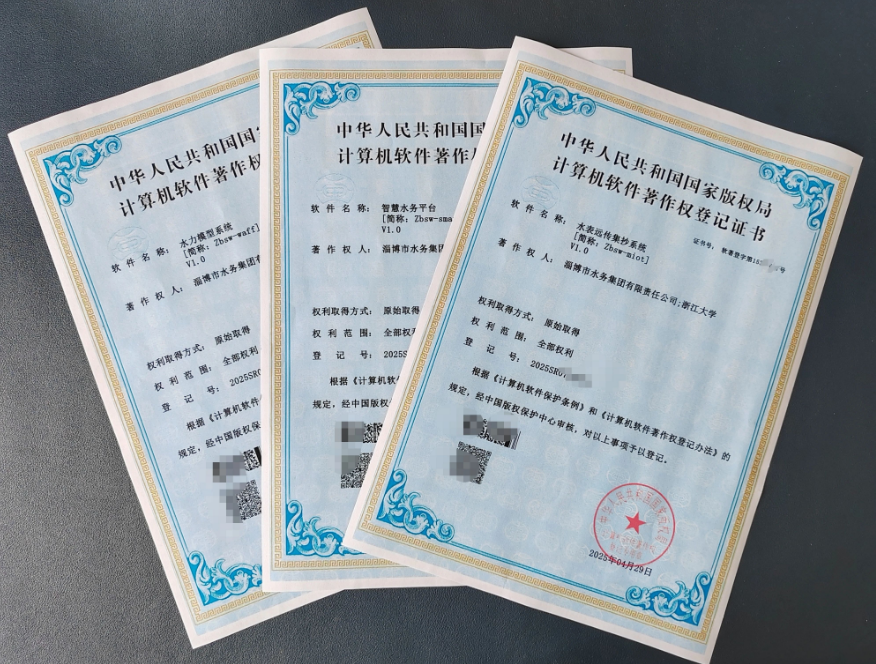 中华人民共和国国家
计算机软件著作权
软件名称： 水力模型系统
[简称：Zbsw-waff]
V1.0
著作权人： 淄博市水务集团有
权利取得方式： 原始取得
权利范围： 全部权利
登记号： 2025SR
根据《计算机软件
规定，经中国版权保
中华人民共和国国
计算机软件著作
软件名称： 智慧水务平台
[简称：Zbsw-sma
V1.0
著作权人： 淄博市水务集团
权利取得方式： 原始取得
权利范围： 全部权
登记号： 2025S
根据《计算机软
规定，经中国版权
中华人民共和国国家版权局
计算机软件著作权登记证书
证书号： 软著登字第15 号
软件名称： 水表远传集抄系统
[简称：Zbsw-miot]
V1.0
著作权人： 淄博市水务集团有限责任公司;浙江大学
权利取得方式： 原始取得
权利范围： 全部权利
登记号： 2025SR0
根据《计算机软件保护条例》和《计算机软件著作权登记办法》的
规定，经中国版权保护中心审核，对以上事项予以登记。
2025年04月29日